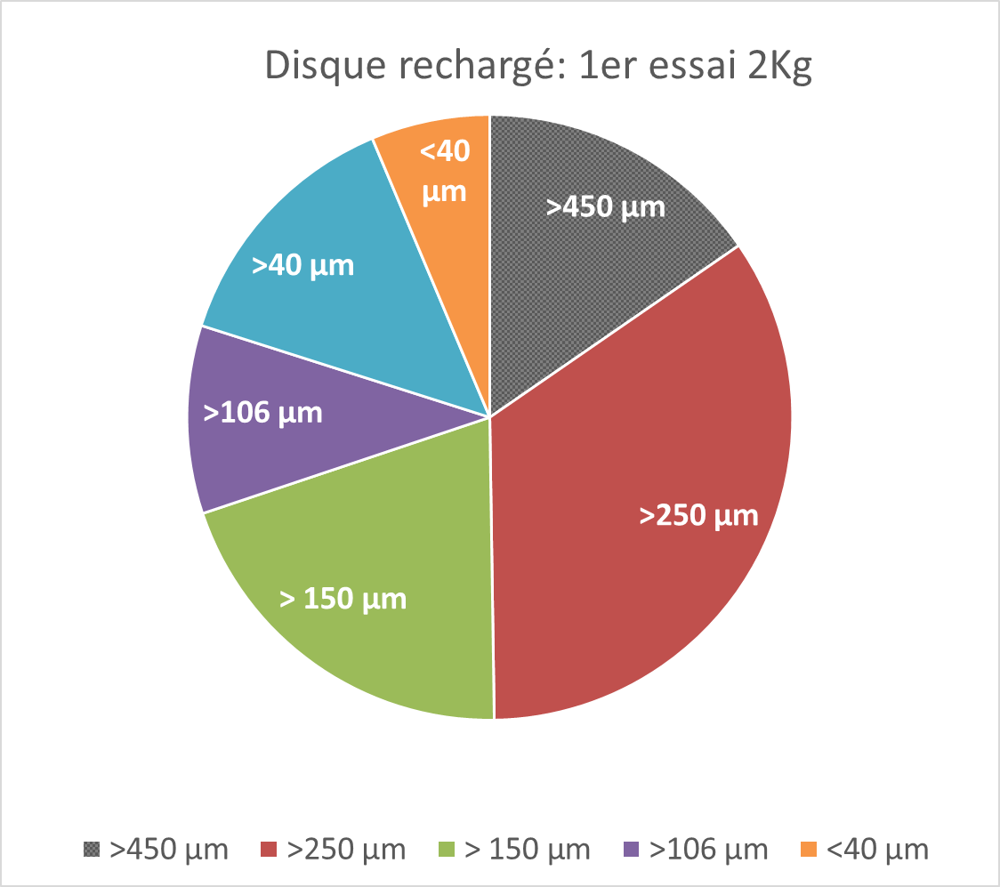 Disque rechargé: 1er essai 2Kg
<40
µm
>450 µm
>40 µm
>106 µm
>250 µm
> 150 µm
>450 µm
>250 µm
> 150 µm
>106 µm
<40 µm